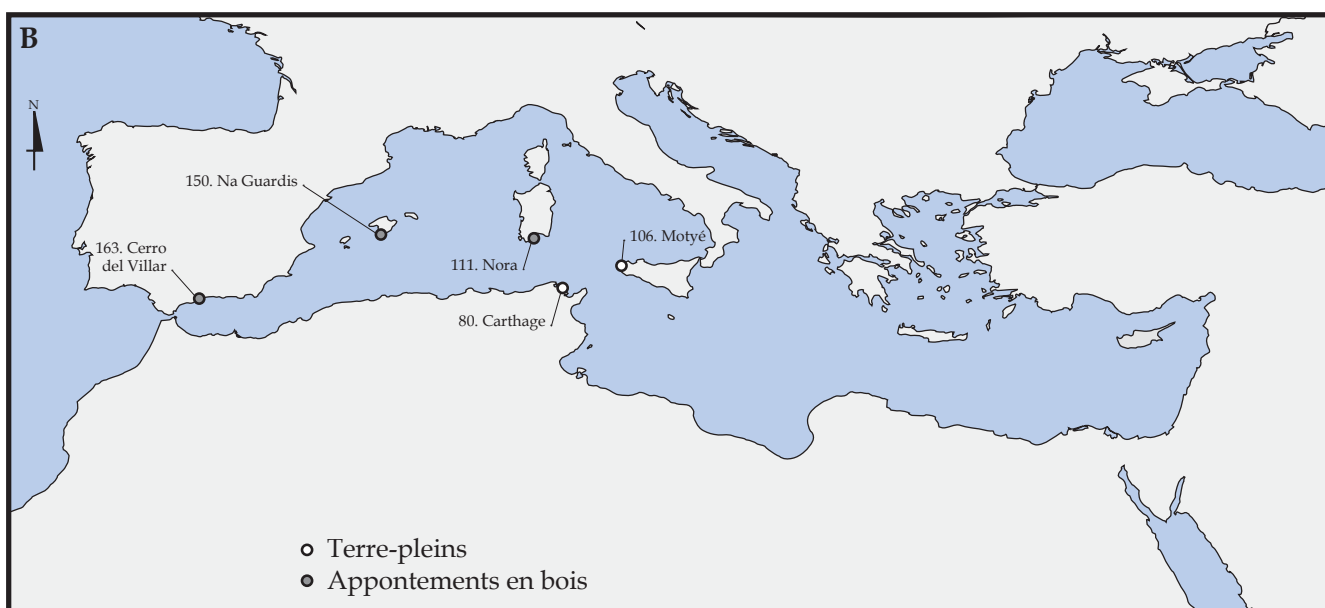 B
N
150. Na Guardis
163. Cerro
del Villar
106. Motyé
111. Nora
80. Carthage
Terre-pleins
Appontements en bois